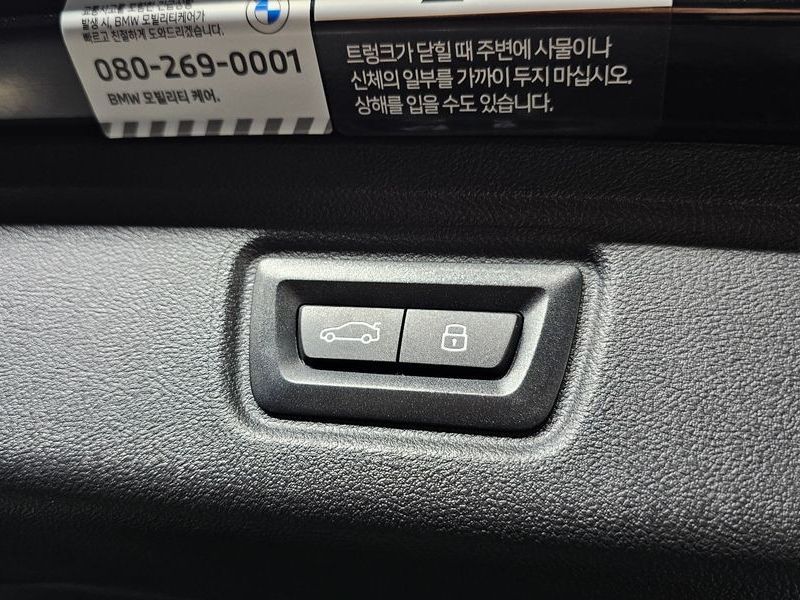 발생 시, BMW 모빌리티케어가
빠르고 친절하게 도와드리겠습니다.
080-269-0001
BMW 모빌리티 케어.
트렁크가 닫힐 때 주변에 사물이나
신체의 일부를 가까이 두지 마십시오.
상해를 입을 수도 있습니다.